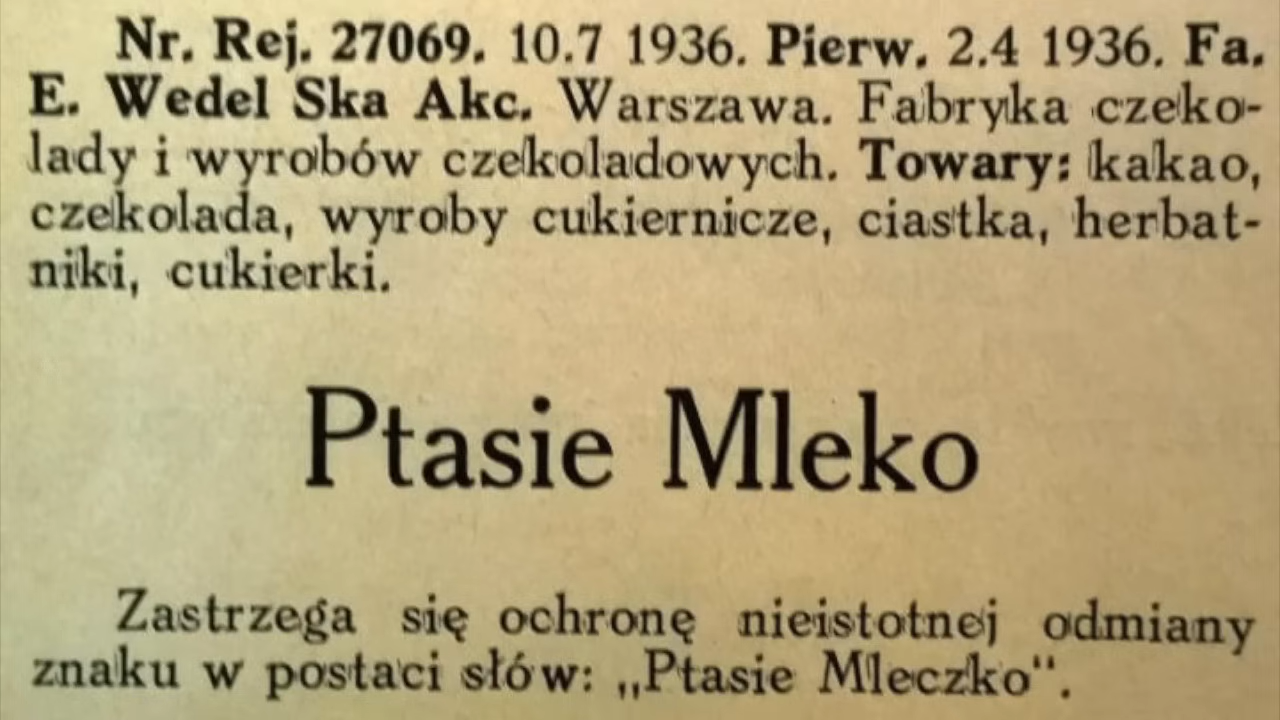 Nr. Rej. 27069. 10.7 1936. Pierw. 2.4 1936. Fa.
E. Wedel Ska Akc. Warszawa. Fabryka czeko-
lady i wyrobów czekoladowych. Towary: kakao,
czekolada, wyroby cukiernicze, ciastka, herbat-
niki, cukierki.
Ptasie Mleko
Zastrzega się ochronę nieistotnej odmiany
znaku w postaci słów: „Ptasie Mleczko“.